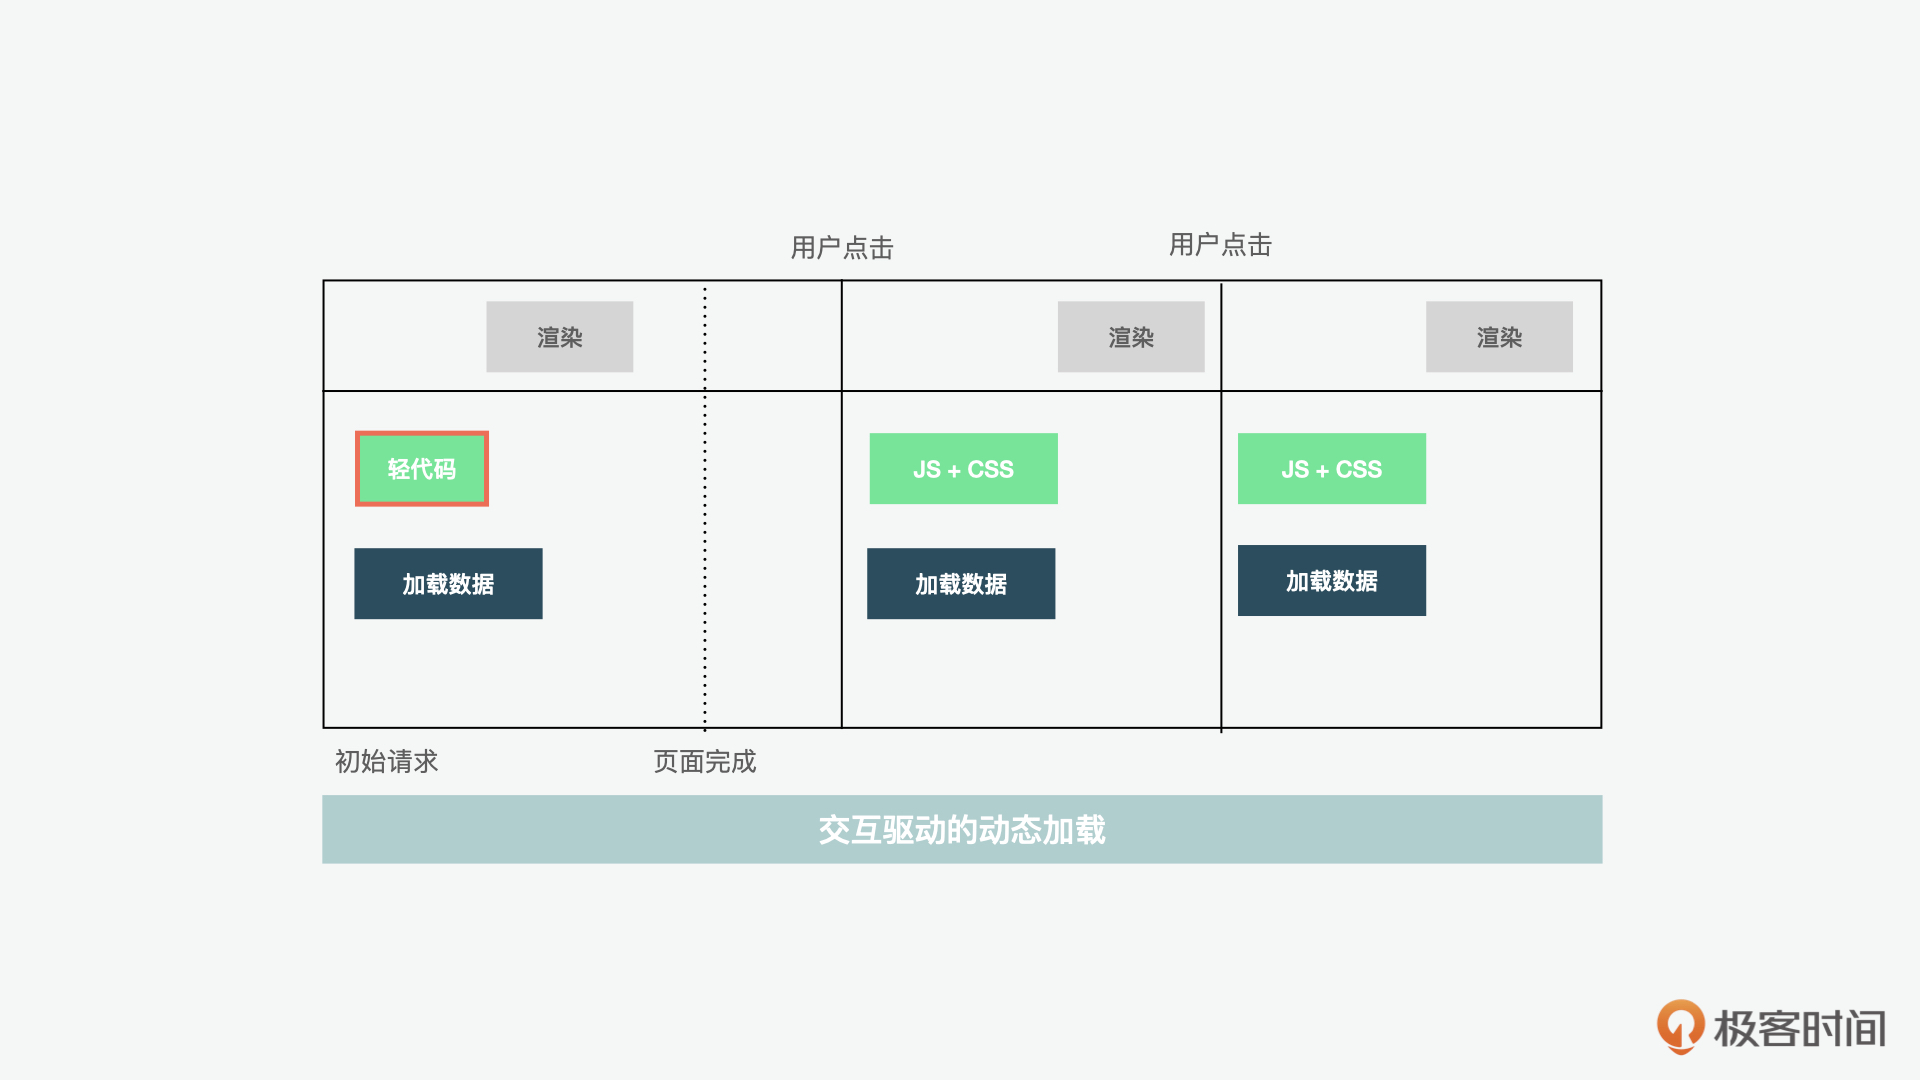 用户点击
用户点击
渲染
渲染
渲染
轻代码
JS + CSS
JS + CSS
加载数据
加载数据
加载数据
初始请求
页面完成
交互驱动的动态加载
极客时间